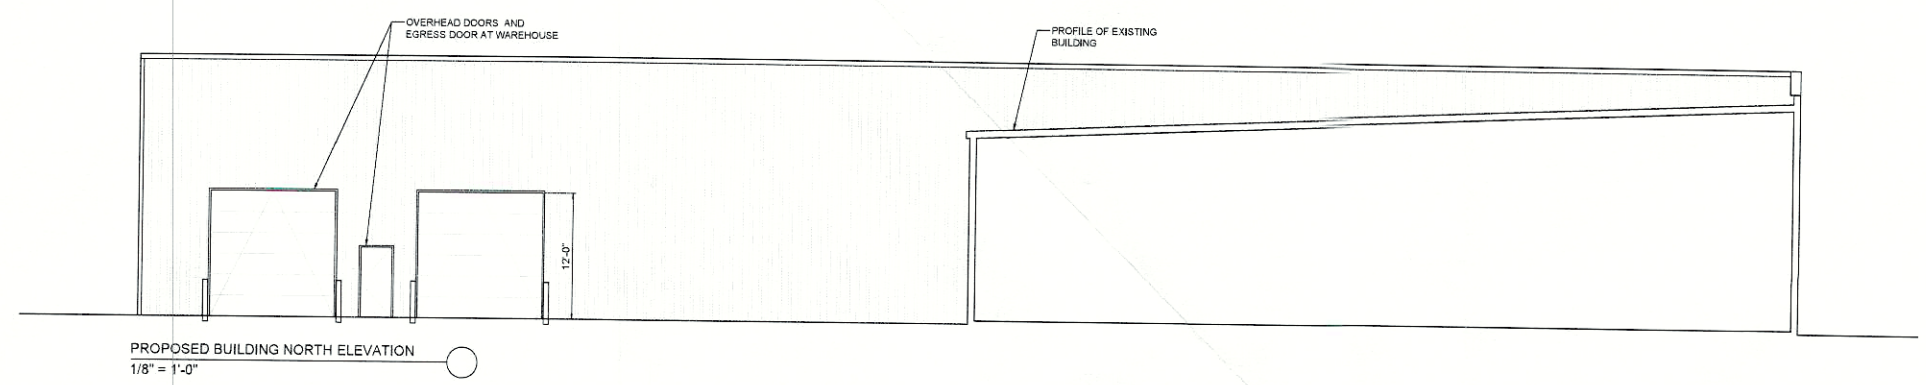 OVERHEAD DOORS AND
EGRESS DOOR AT WAREHOUSE
PROFILE OF EXISTING
BUILDING
12'-0"
PROPOSED BUILDING NORTH ELEVATION
1/8" = 1'-0"